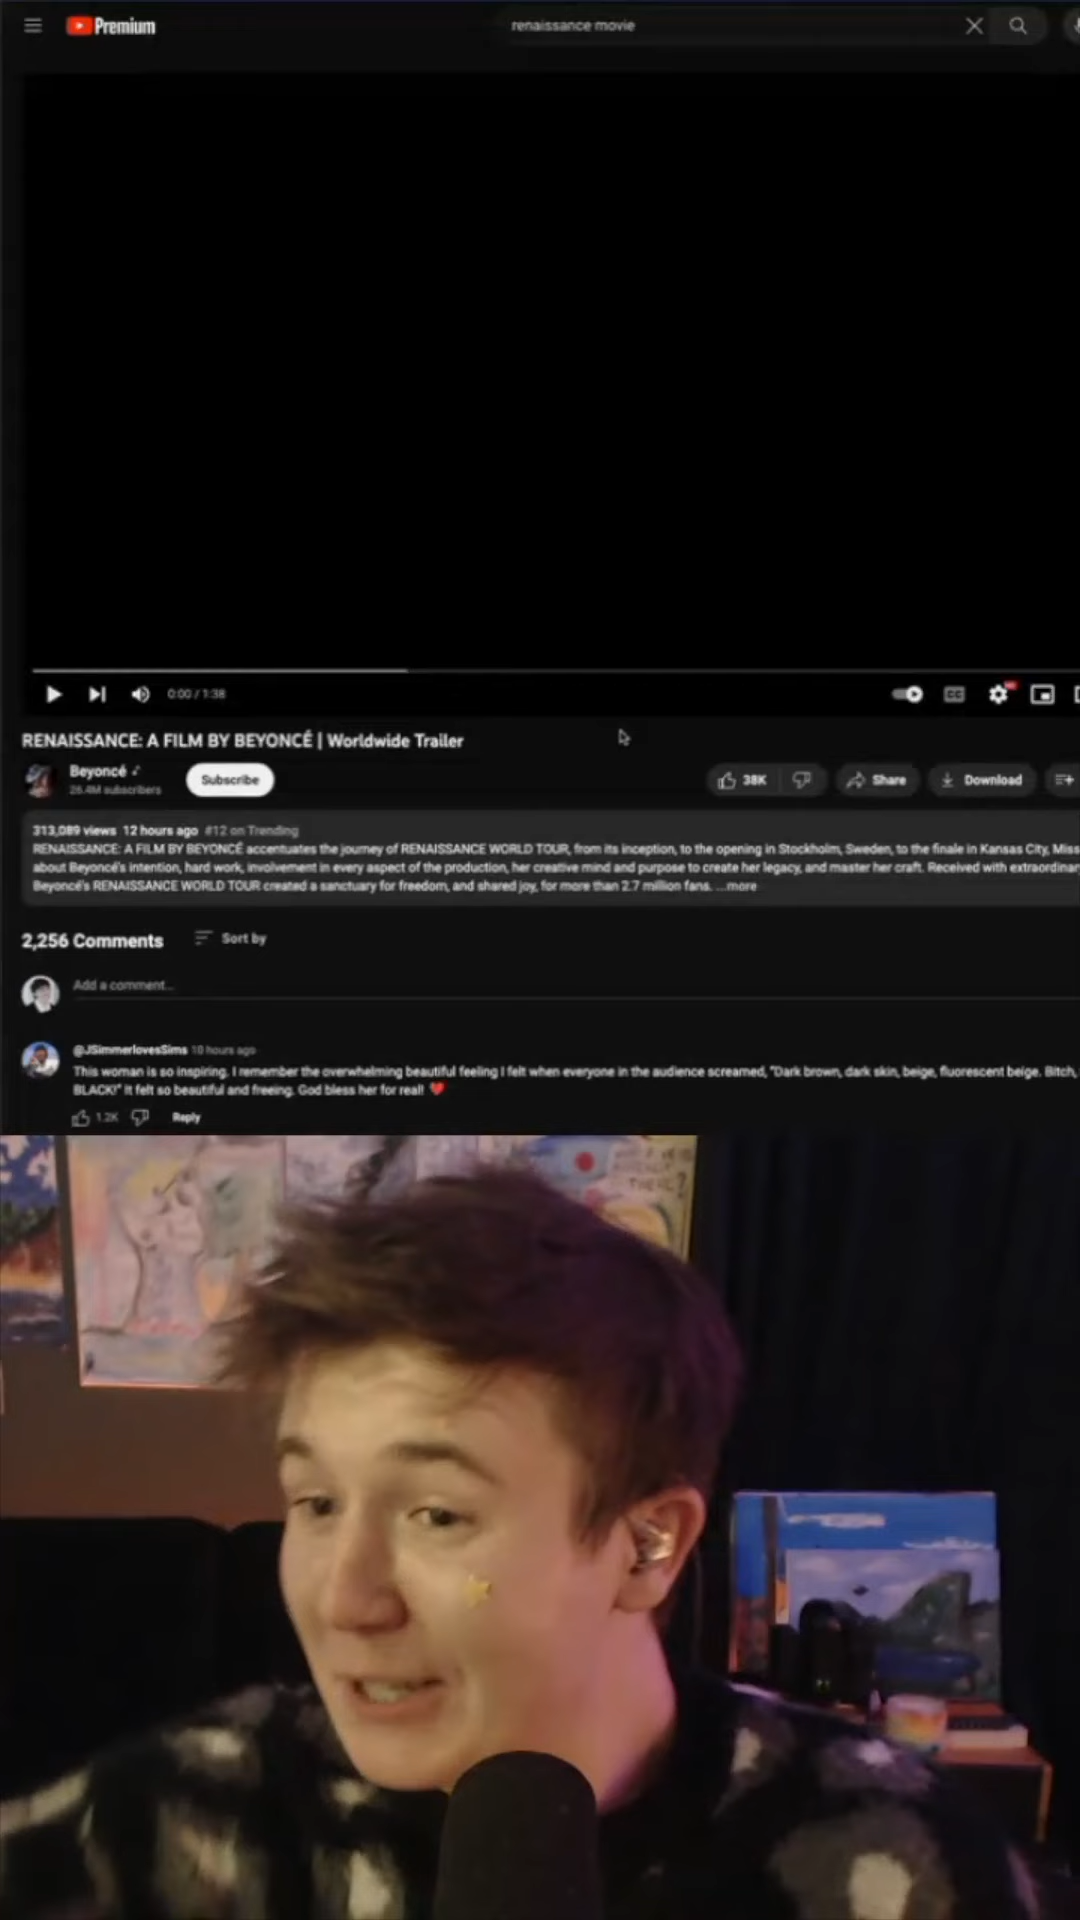 Premium
renaissance movie
0:00 / 1:38
CC
RENAISSANCE: A FILM BY BEYONCÉ | Worldwide Trailer
Beyoncé
26.4M subscribers
Subscribe
38K
Share
Download
313,089 views 12 hours ago #12 on Trending
RENAISSANCE: A FILM BY BEYONCÉ accentuates the journey of RENAISSANCE WORLD TOUR, from its inception, to the opening in Stockholm, Sweden, to the finale in Kansas City, Miss
about Beyoncé's intention, hard work, involvement in every aspect of the production, her creative mind and purpose to create her legacy, and master her craft. Received with extraordinar
Beyoncé's RENAISSANCE WORLD TOUR created a sanctuary for freedom, and shared joy, for more than 2.7 million fans. ...more
2,256 Comments
Sort by
Add a comment...
@JSimmerlovesSims 10 hours ago
This woman is so inspiring. I remember the overwhelming beautiful feeling I felt when everyone in the audience screamed, "Dark brown, dark skin, beige, fluorescent beige. Bitch,
BLACK!" It felt so beautiful and freeing. God bless her for real! ❤️
1.2K
Reply
THERE?